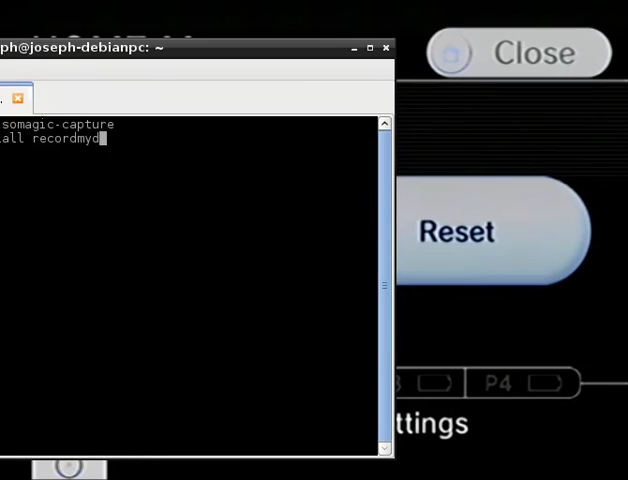 ph@joseph-debianpc: ~
Close
somagic-capture
all recordmyd
Reset
P4
ttings